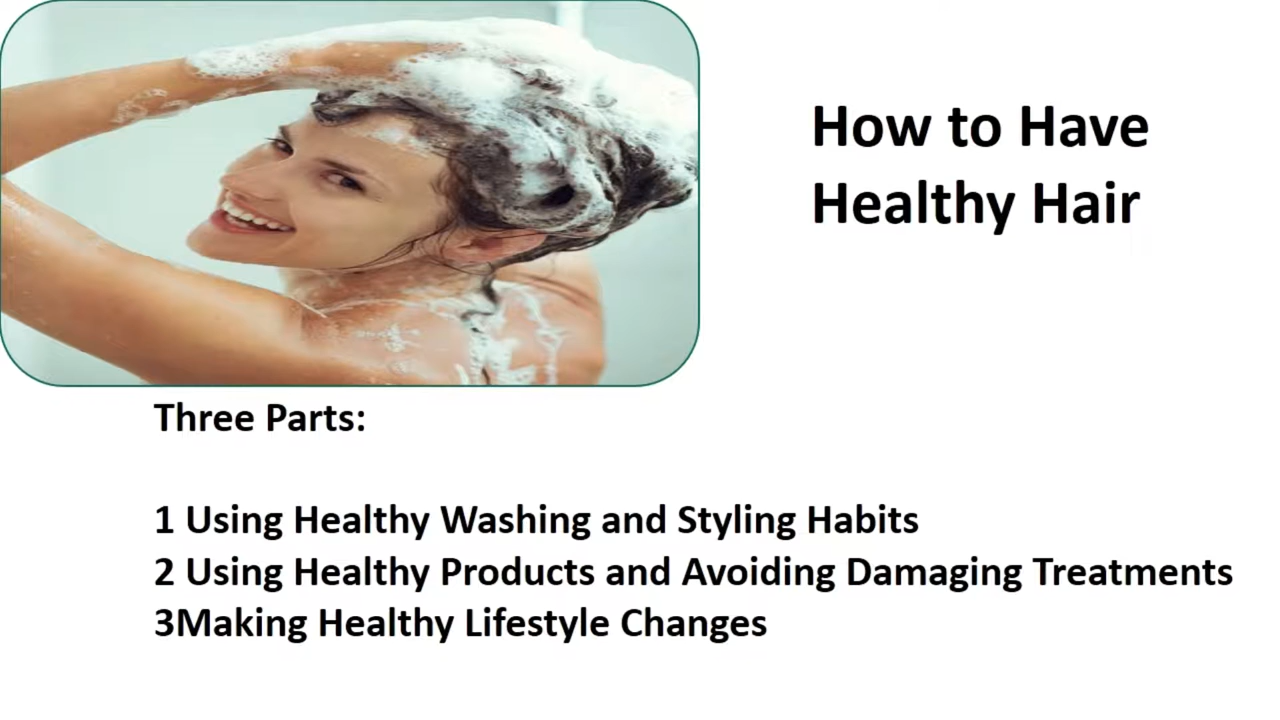 How to Have
Healthy Hair
Three Parts:
1 Using Healthy Washing and Styling Habits
2 Using Healthy Products and Avoiding Damaging Treatments
3Making Healthy Lifestyle Changes